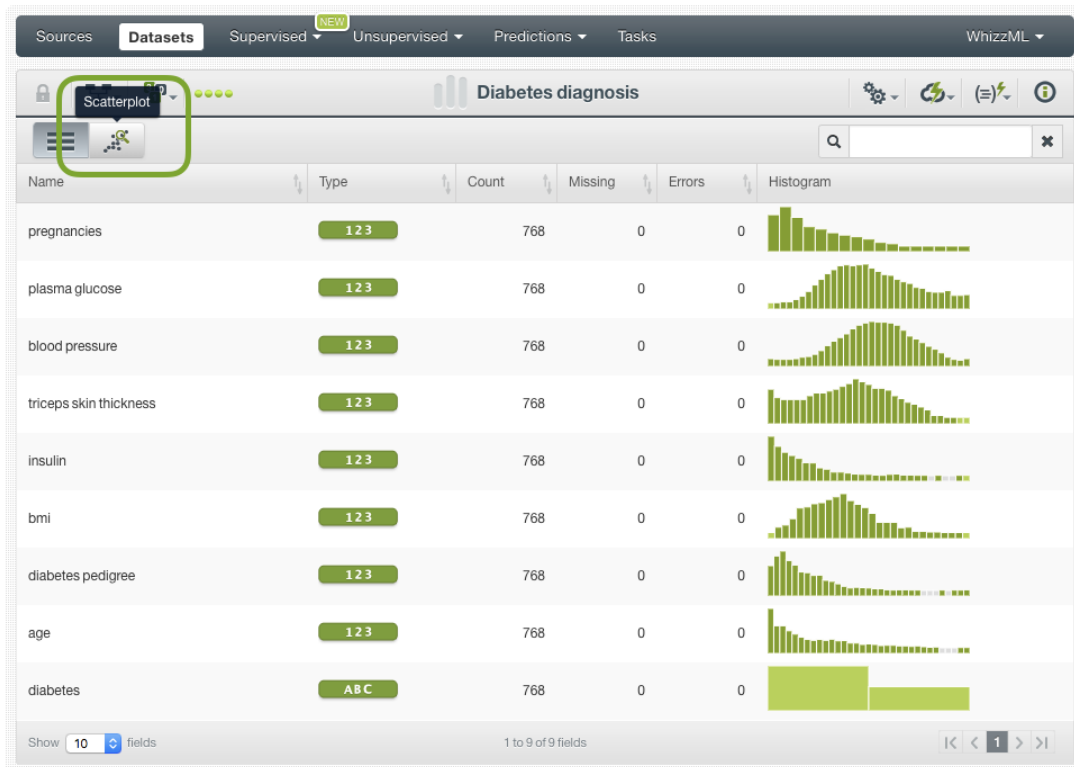 NEW
Sources Datasets Supervised Unsupervised Predictions Tasks WhizzML
Diabetes diagnosis
Scatterplot
Name Type Count Missing Errors Histogram
pregnancies 123 768 0 0
plasma glucose 123 768 0 0
blood pressure 123 768 0 0
triceps skin thickness 123 768 0 0
insulin 123 768 0 0
bmi 123 768 0 0
diabetes pedigree 123 768 0 0
age 123 768 0 0
diabetes ABC 768 0 0
Show 10 fields 1 to 9 of 9 fields 1